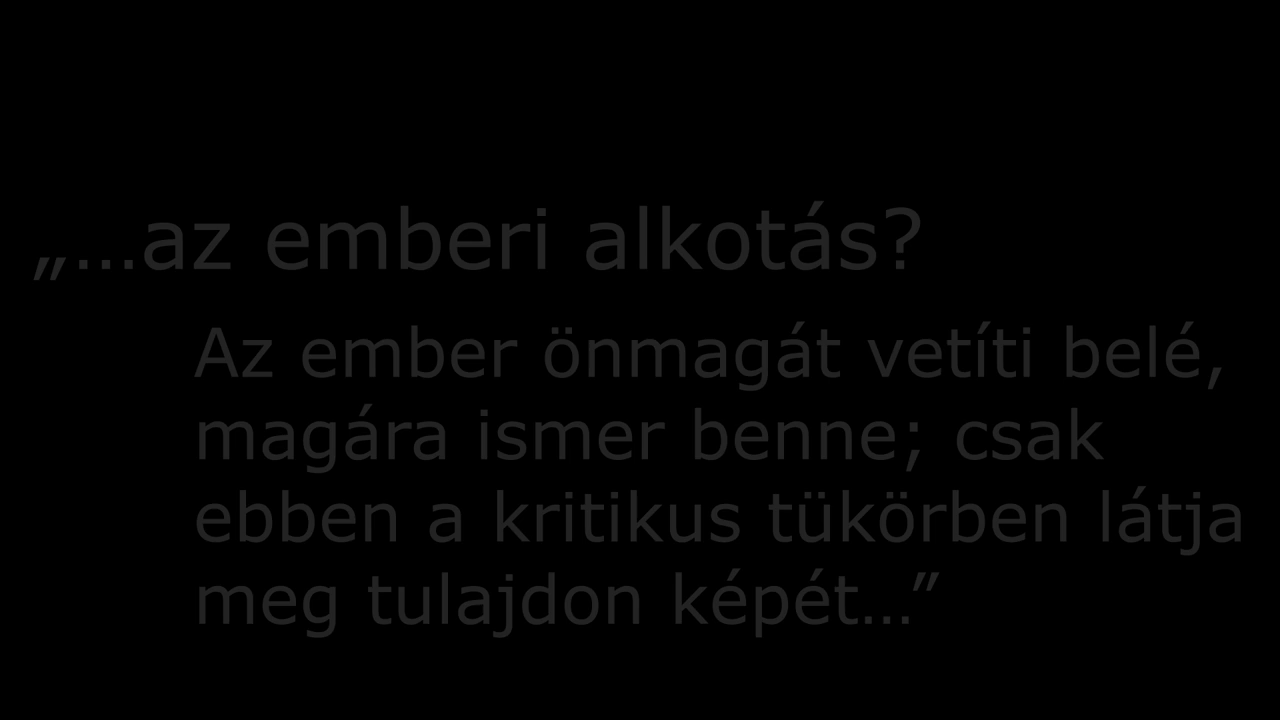 „…az emberi alkotás?
Az ember önmagát vetíti belé,
magára ismer benne; csak
ebben a kritikus tükörben látja
meg tulajdon képét…”